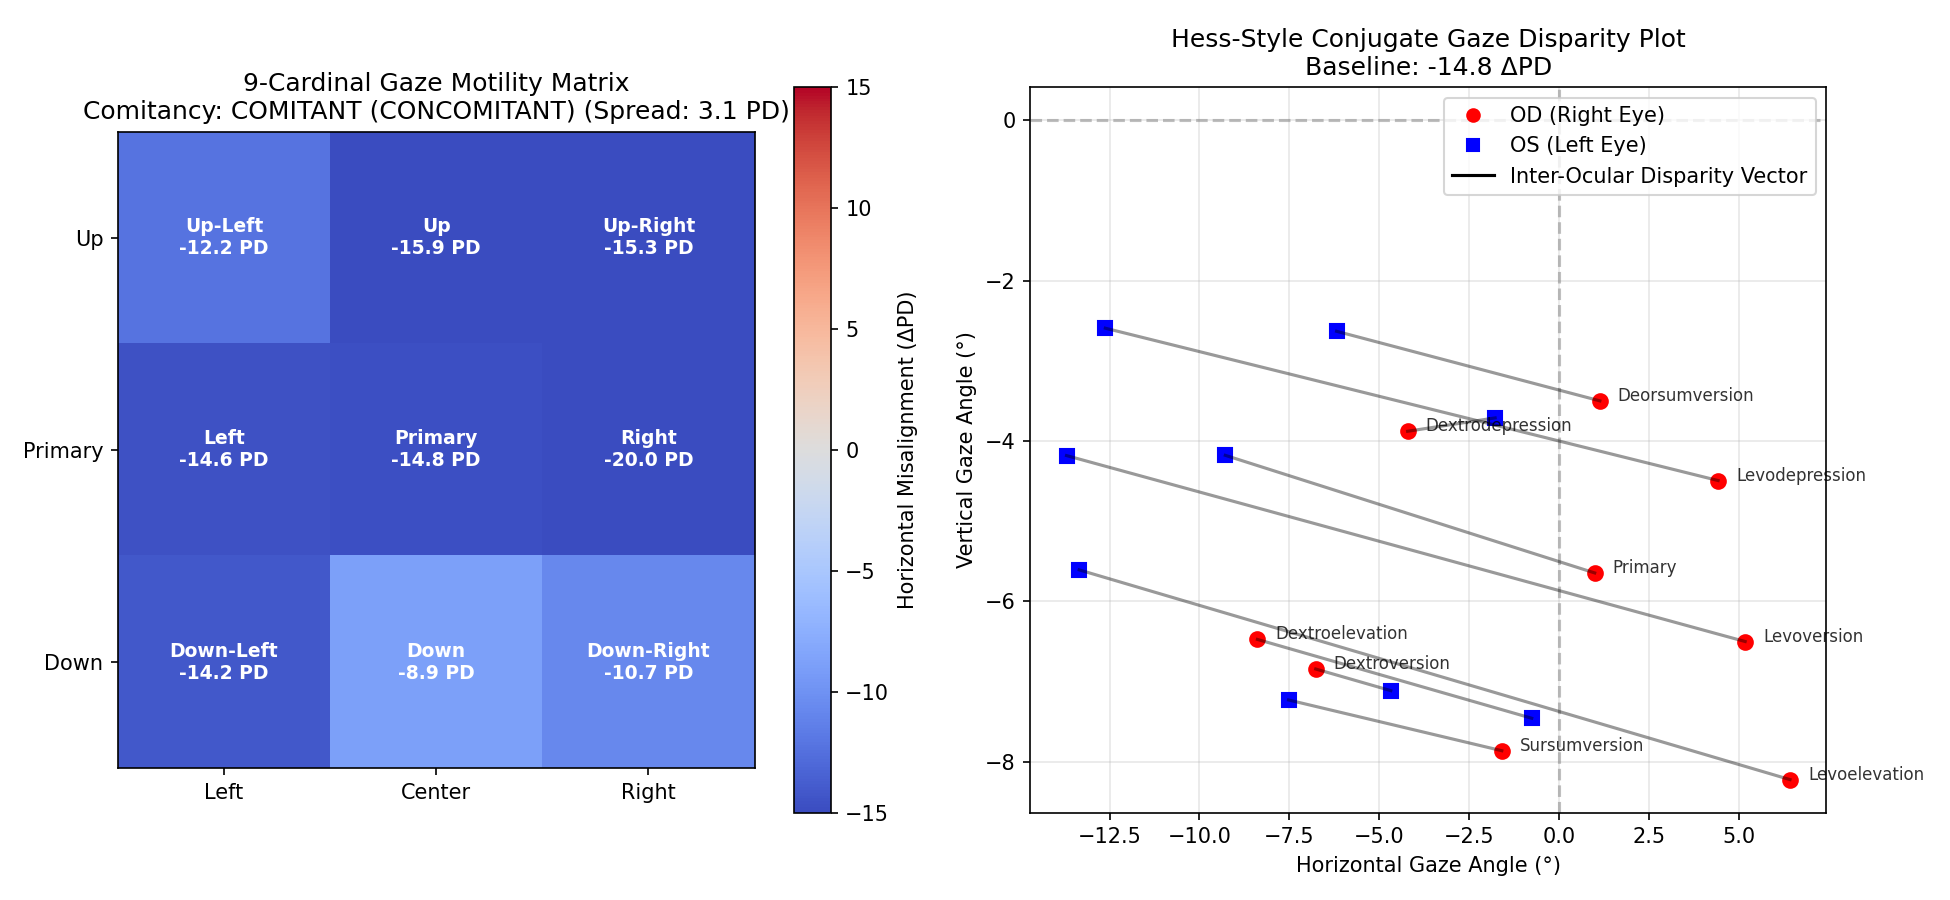 9-Cardinal Gaze Motility Matrix
Comitancy: COMITANT (CONCOMITANT) (Spread: 3.1 PD)
Up
Primary
Down
Up-Left
-12.2 PD
Up
-15.9 PD
Up-Right
-15.3 PD
Left
-14.6 PD
Primary
-14.8 PD
Right
-20.0 PD
Down-Left
-14.2 PD
Down
-8.9 PD
Down-Right
-10.7 PD
Left
Center
Right
15
10
5
0
−5
−10
−15
Horizontal Misalignment (ΔPD)
Hess-Style Conjugate Gaze Disparity Plot
Baseline: -14.8 ΔPD
OD (Right Eye)
OS (Left Eye)
Inter-Ocular Disparity Vector
0
−2
−4
−6
−8
Vertical Gaze Angle (°)
Deorsumversion
Dextrodepression
Levodepression
Primary
Dextroelevation
Levoversion
Dextroversion
Sursumversion
Levoelevation
−12.5
−10.0
−7.5
−5.0
−2.5
0.0
2.5
5.0
Horizontal Gaze Angle (°)